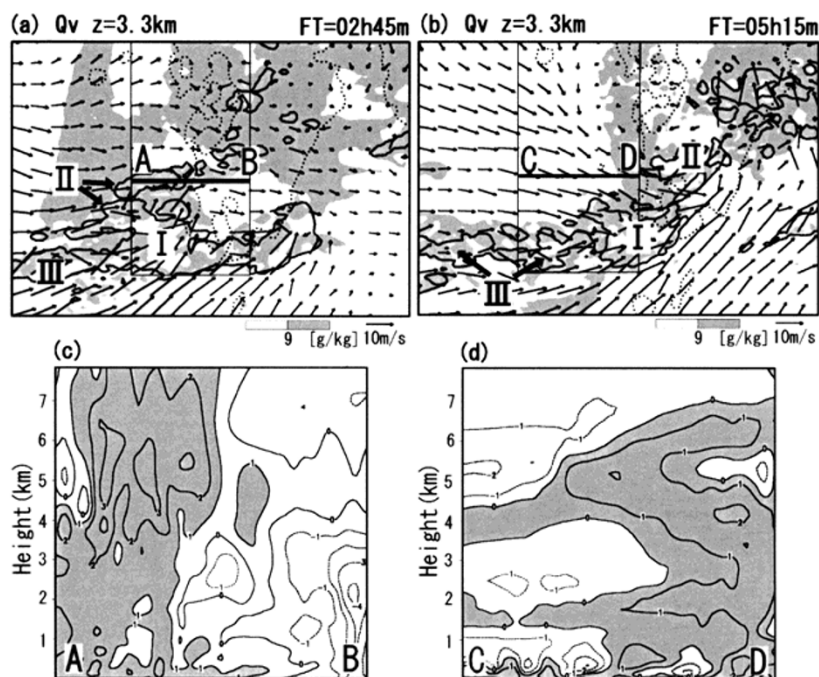 (a) Qv z=3.3km FT=02h45m
(b) Qv z=3.3km FT=05h15m
A B
II
I
III
C D
II
I
III
9 [g/kg] 10m/s
9 [g/kg] 10m/s
(c)
Height(km)
7
6
5
4
3
2
1
A B
(d)
Height(km)
7
6
5
4
3
2
1
C D